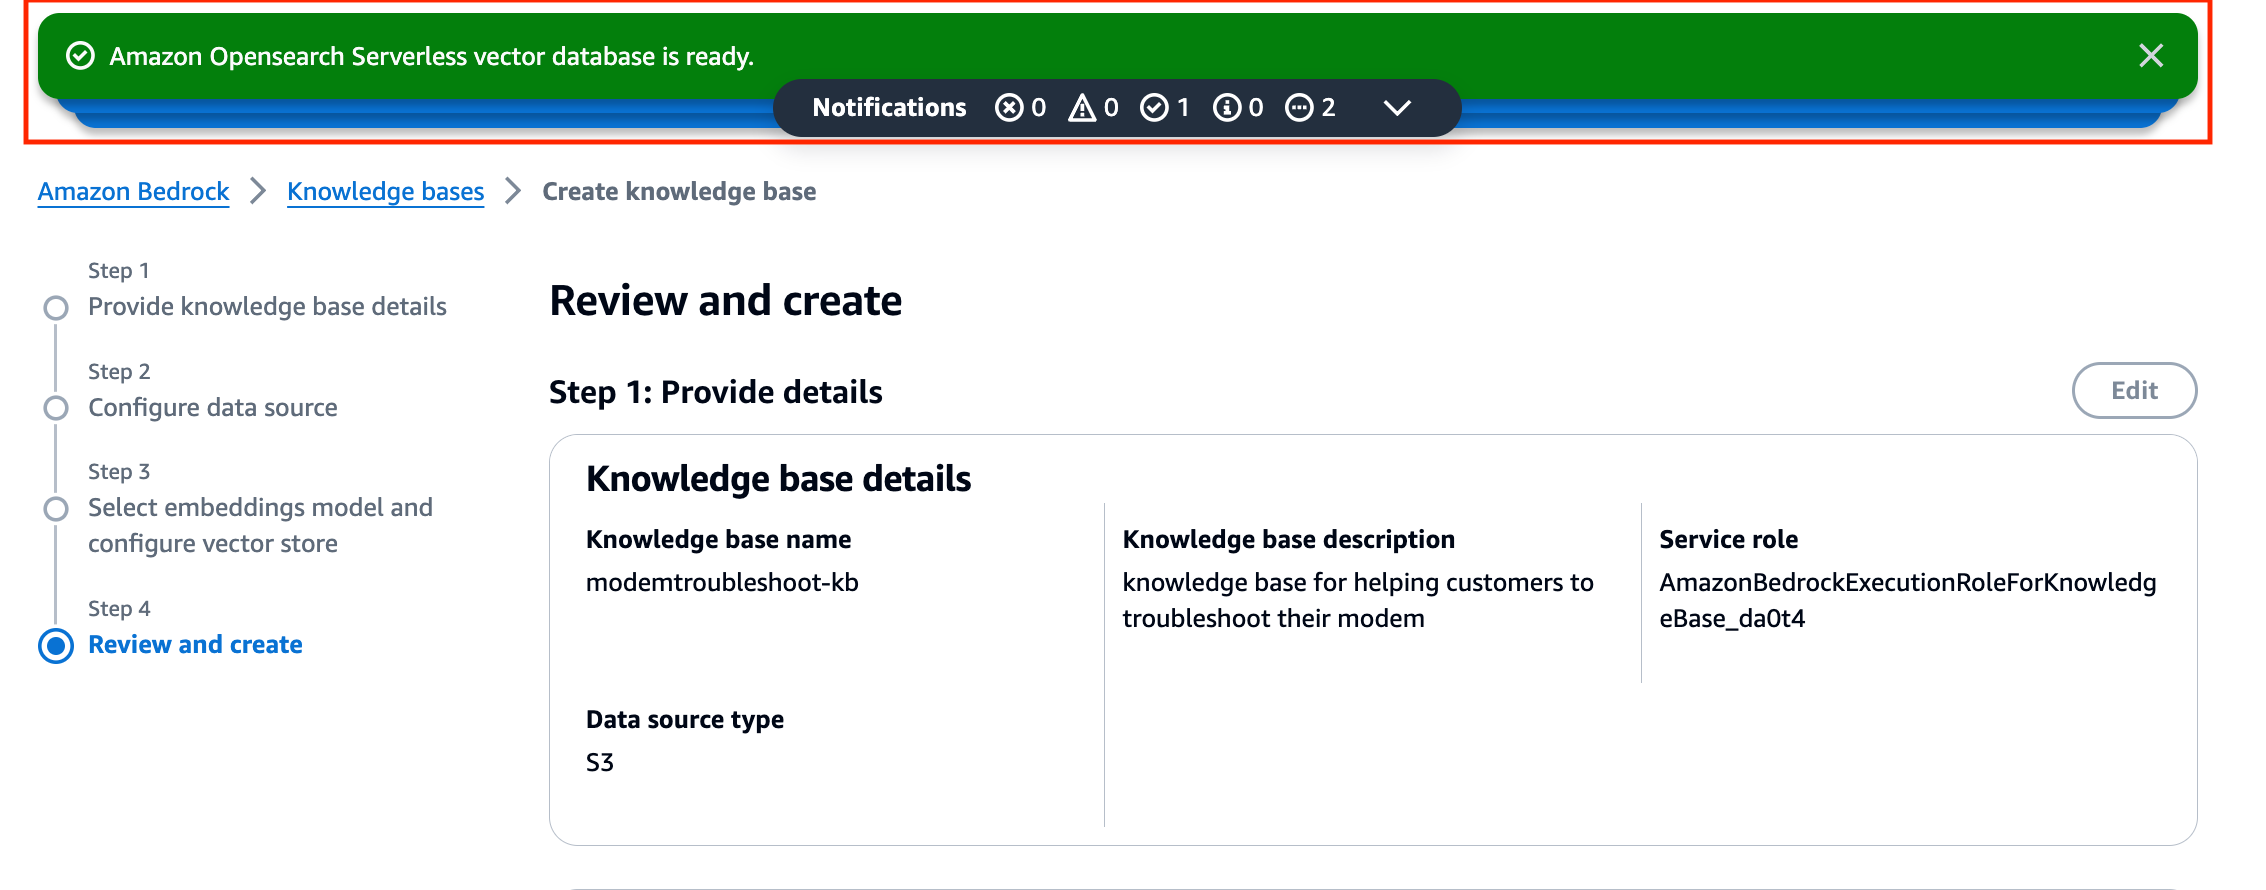 Amazon Opensearch Serverless vector database is ready.
Notifications 0 0 1 0 2
Amazon Bedrock Knowledge bases Create knowledge base
Step 1
Provide knowledge base details
Step 2
Configure data source
Step 3
Select embeddings model and
configure vector store
Step 4
Review and create
Review and create
Step 1: Provide details
Edit
Knowledge base details
Knowledge base name
modemtroubleshoot-kb
Knowledge base description
knowledge base for helping customers to
troubleshoot their modem
Service role
AmazonBedrockExecutionRoleForKnowledg
eBase_da0t4
Data source type
S3